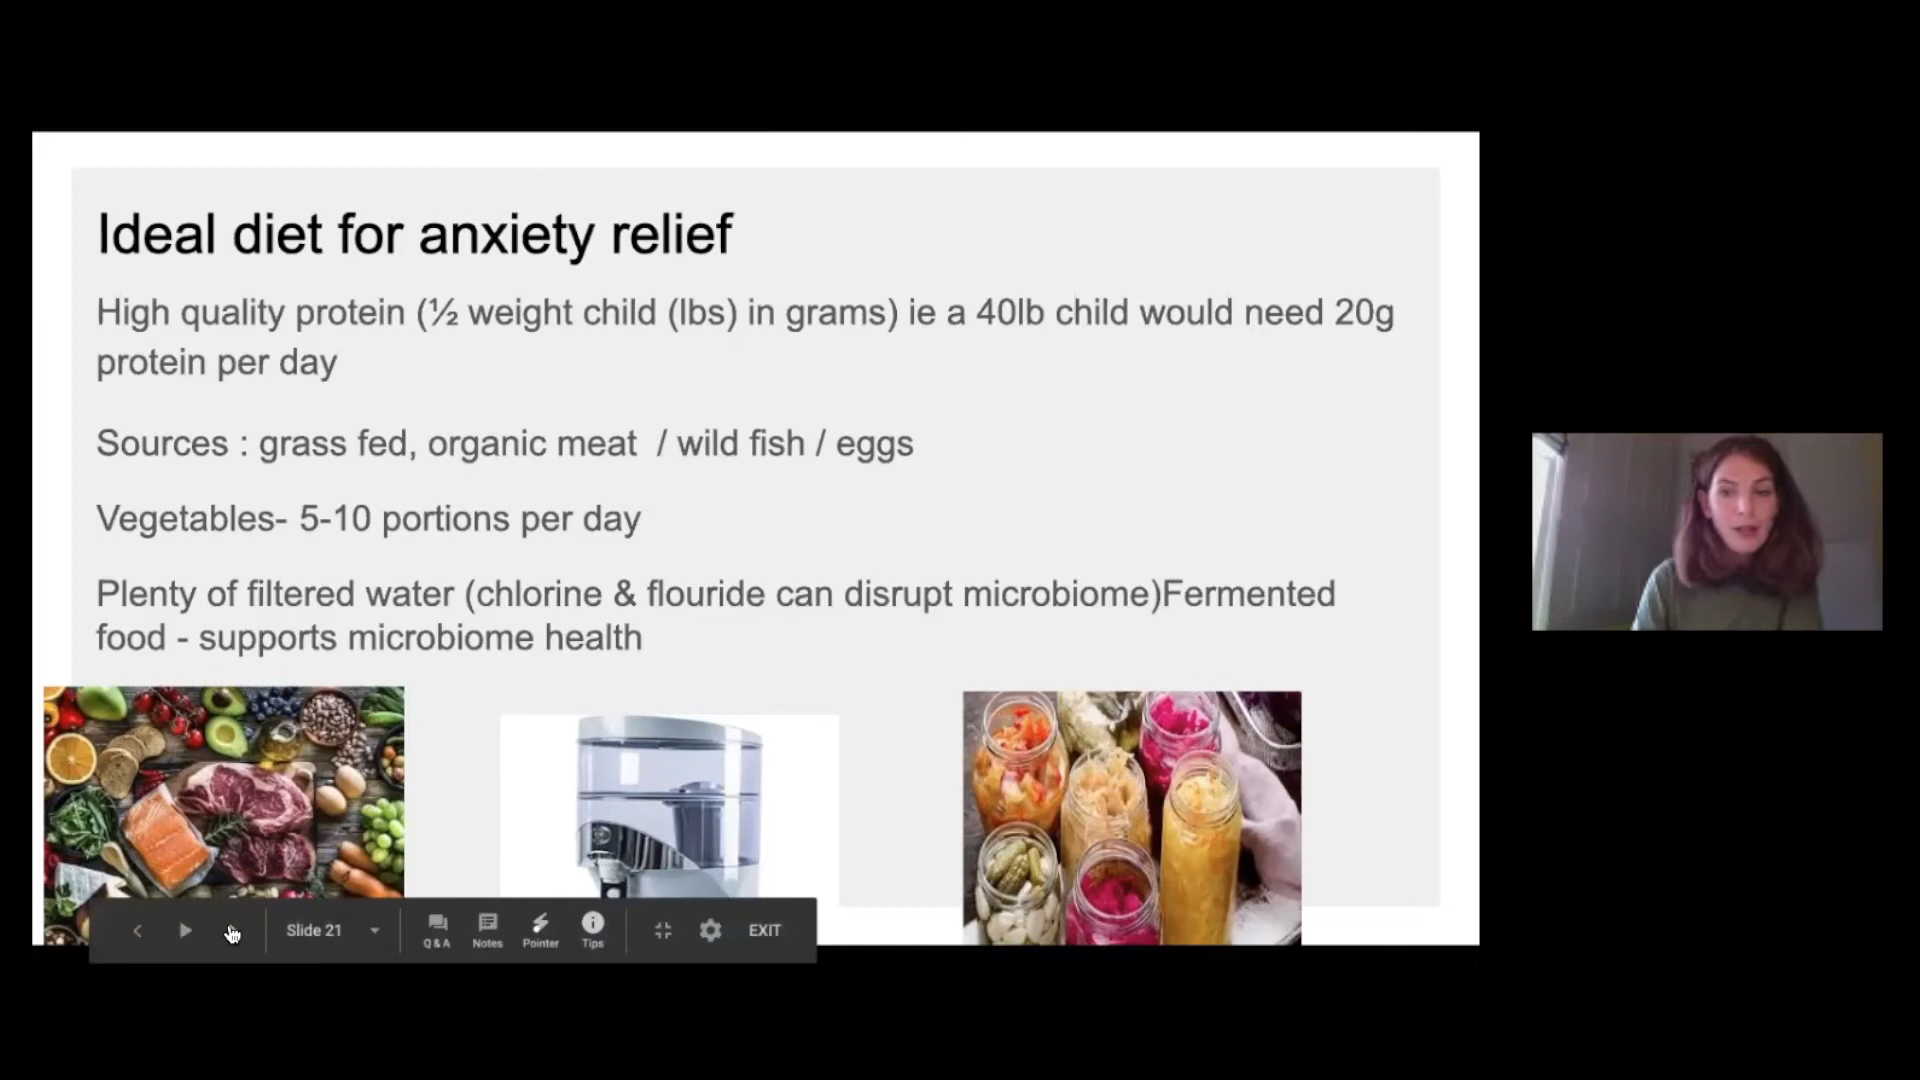 Ideal diet for anxiety relief
High quality protein (½ weight child (lbs) in grams) ie a 40lb child would need 20g
protein per day
Sources : grass fed, organic meat  / wild fish / eggs
Vegetables- 5-10 portions per day
Plenty of filtered water (chlorine & flouride can disrupt microbiome)Fermented
food - supports microbiome health
Slide 21
Q & A
Notes
Pointer
Tips
EXIT